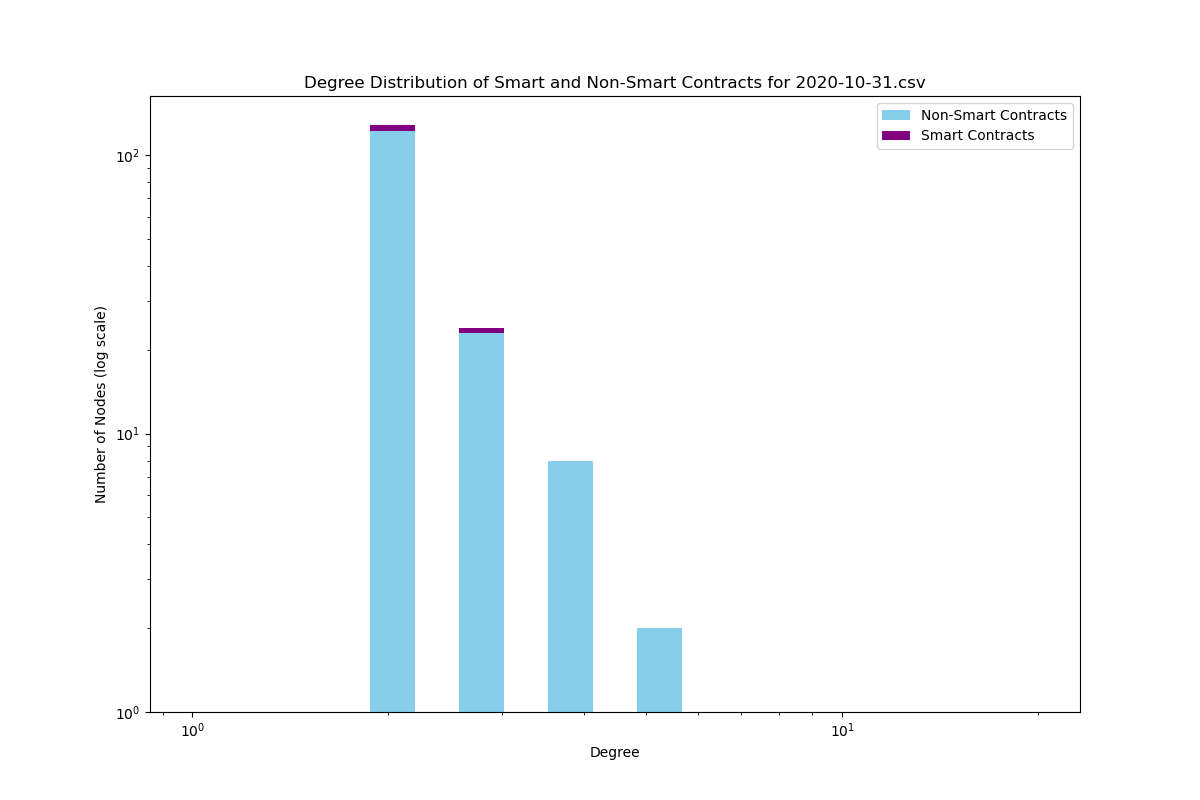 Degree Distribution of Smart and Non-Smart Contracts for 2020-10-31.csv
Non-Smart Contracts
Smart Contracts
Number of Nodes (log scale)
10²
10¹
10⁰
10⁰ 10¹
Degree